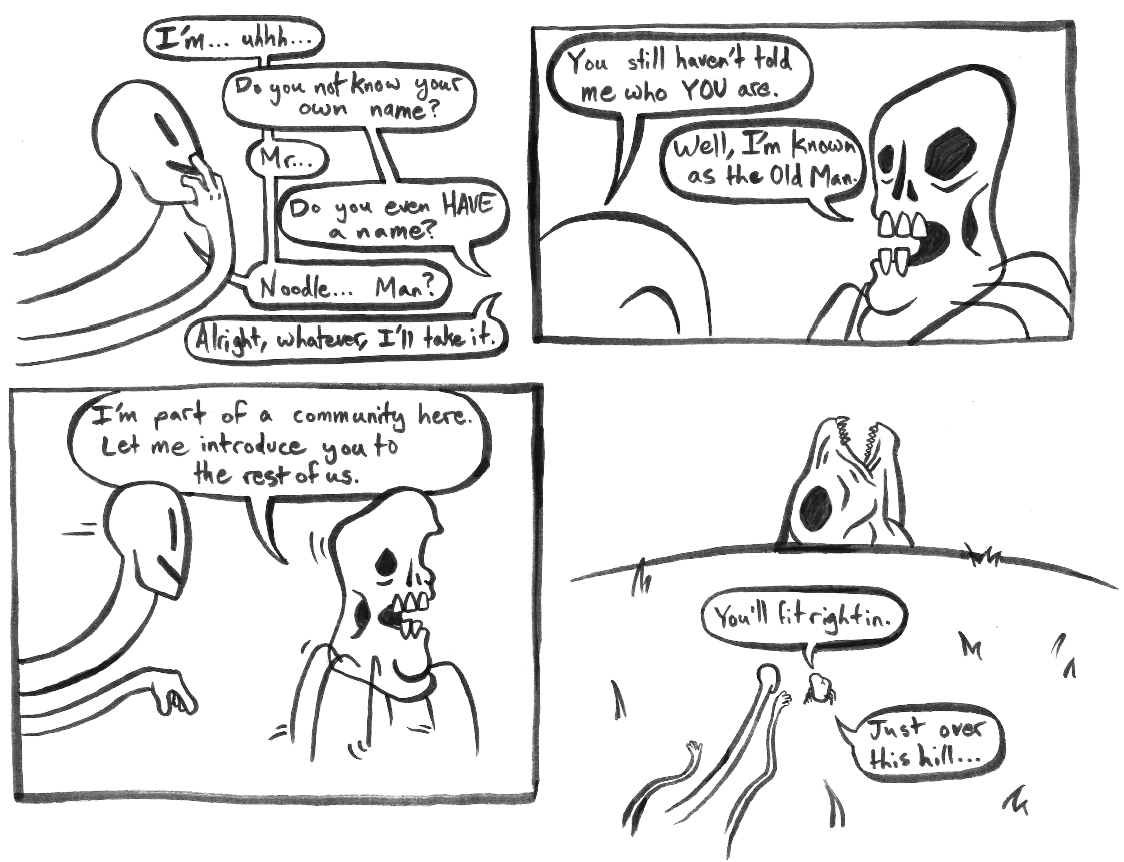 I'm... uhhh...
Do you not know your
own name?
Mr...
Do you even HAVE
a name?
Noodle... Man?
Alright, whatever, I'll take it.
You still haven't told
me who YOU are.
Well, I'm known
as the Old Man.
I'm part of a community here.
Let me introduce you to
the rest of us.
You'll fit right in.
Just over
this hill...